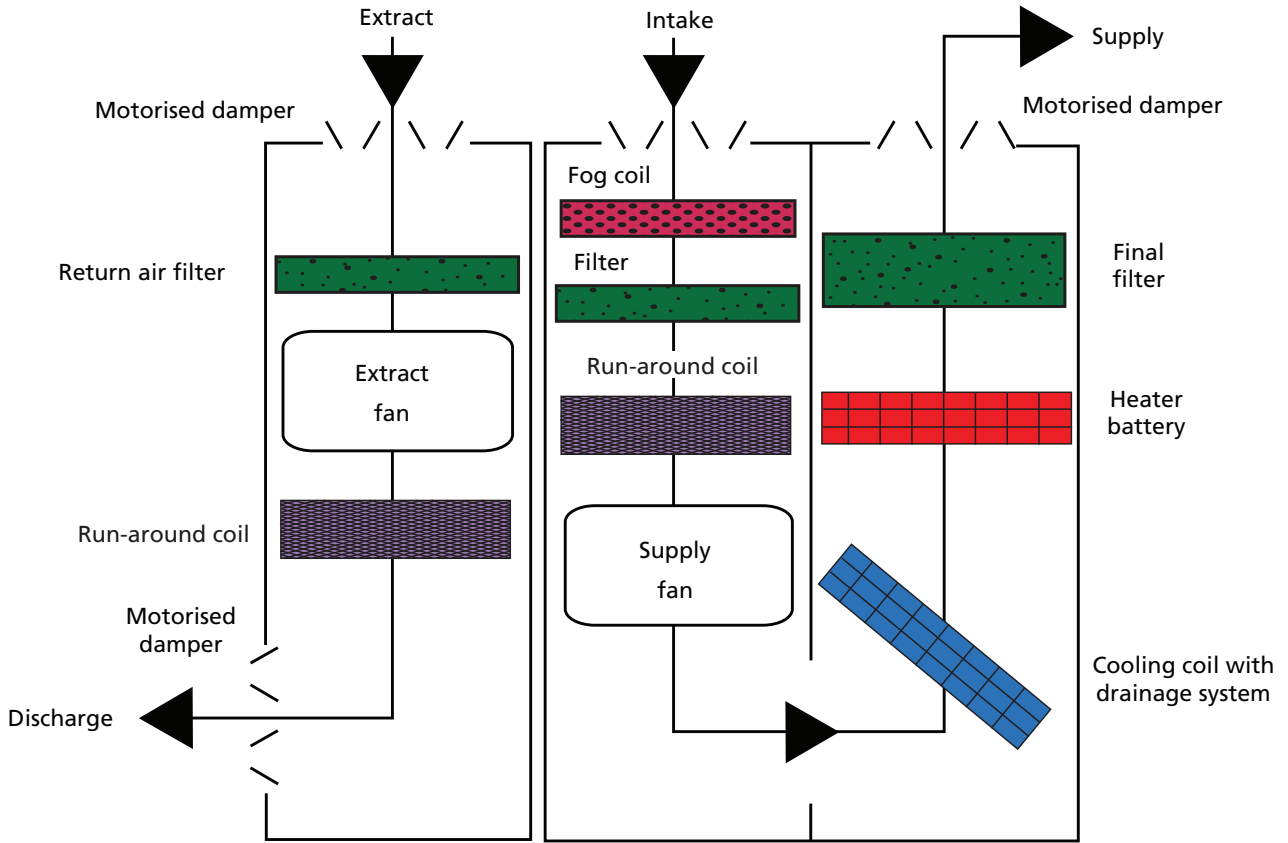 Extract
Intake
Supply
Motorised damper
Motorised damper
Fog coil
Return air filter
Filter
Final
filter
Extract
fan
Run-around coil
Heater
battery
Run-around coil
Supply
fan
Motorised
damper
Cooling coil with
drainage system
Discharge